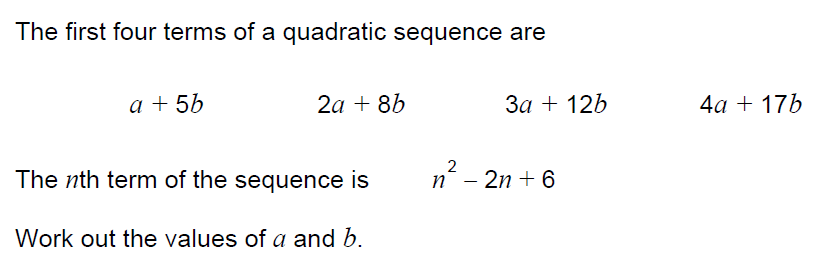 The first four terms of a quadratic sequence are
a + 5b 2a + 8b 3a + 12b 4a + 17b
The nth term of the sequence is n² – 2n + 6
Work out the values of a and b.